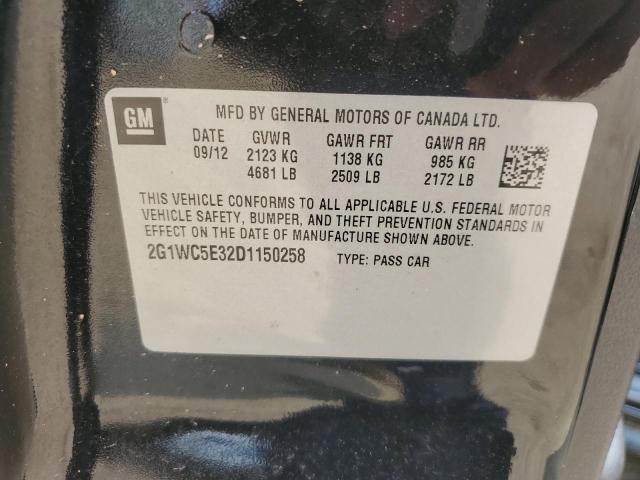 GM ®
MFD BY GENERAL MOTORS OF CANADA LTD.
DATE GVWR GAWR FRT GAWR RR
09/12 2123 KG 1138 KG 985 KG
4681 LB 2509 LB 2172 LB
THIS VEHICLE CONFORMS TO ALL APPLICABLE U.S. FEDERAL MOTOR
VEHICLE SAFETY, BUMPER, AND THEFT PREVENTION STANDARDS IN
EFFECT ON THE DATE OF MANUFACTURE SHOWN ABOVE.
2G1WC5E32D1150258 TYPE: PASS CAR